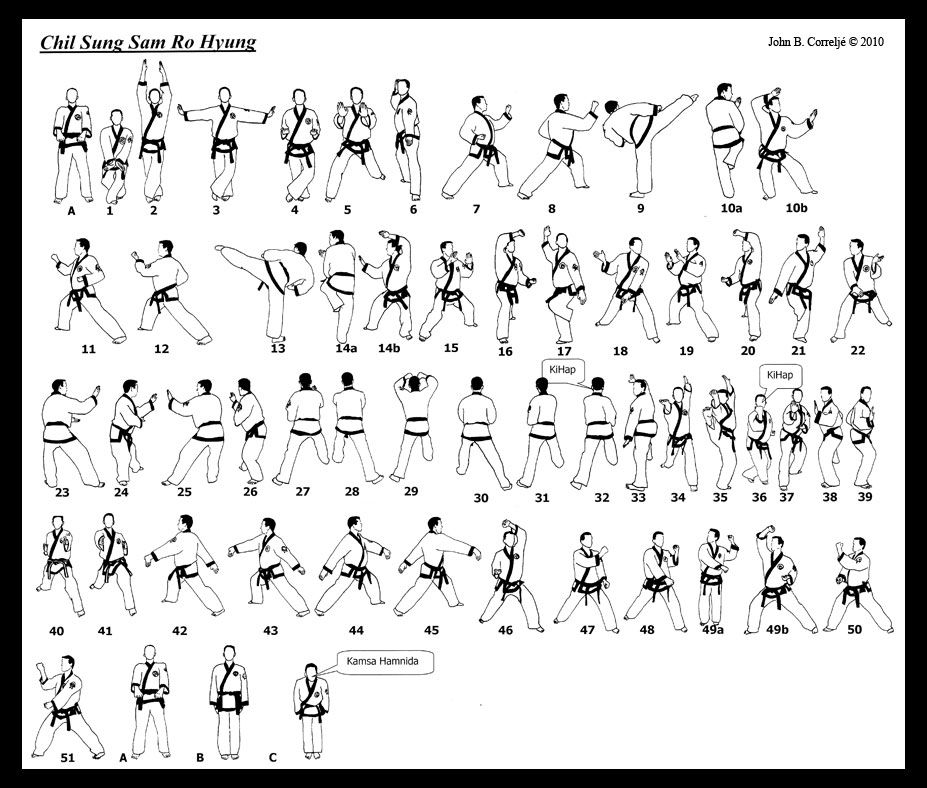 Chil Sung Sam Ro Hyung
John B. Correljé © 2010
A 1 2 3 4 5 6 7 8 9 10a 10b
11 12 13 14a 14b 15 16 17 18 19 20 21 22
KiHap
KiHap
23 24 25 26 27 28 29 30 31 32 33 34 35 36 37 38 39
40 41 42 43 44 45 46 47 48 49a 49b 50
Kamsa Hamnida
51 A B C